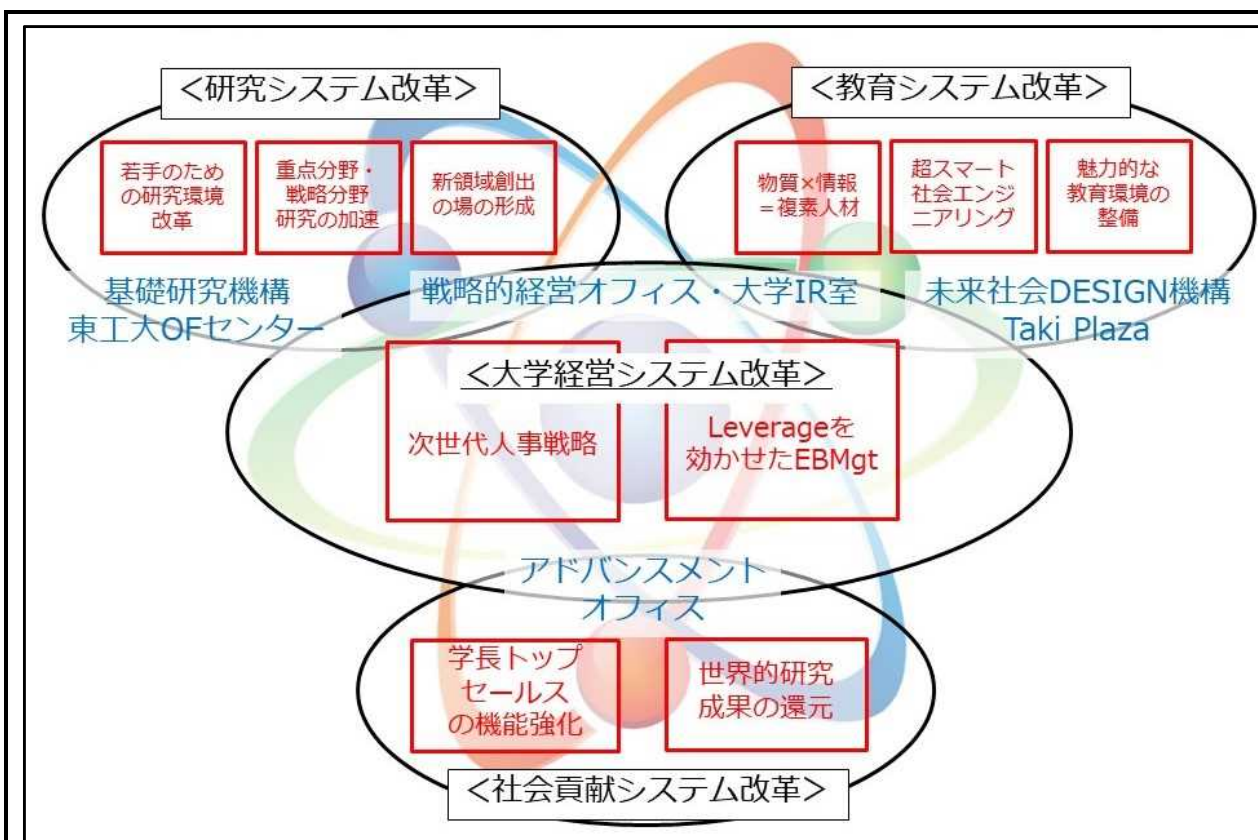 ＜研究システム改革＞
若手のため
の研究環境
改革
重点分野・
戦略分野
研究の加速
新領域創出
の場の形成
基礎研究機構
東工大OFセンター
＜教育システム改革＞
物質×情報
＝複素人材
超スマート
社会エンジ
ニアリング
魅力的な
教育環境の
整備
未来社会DESIGN機構
Taki Plaza
戦略的経営オフィス・大学IR室
＜大学経営システム改革＞
次世代人事戦略
Leverageを
効かせたEBMgt
アドバンスメント
オフィス
学長トップ
セールス
の機能強化
世界的研究
成果の還元
＜社会貢献システム改革＞